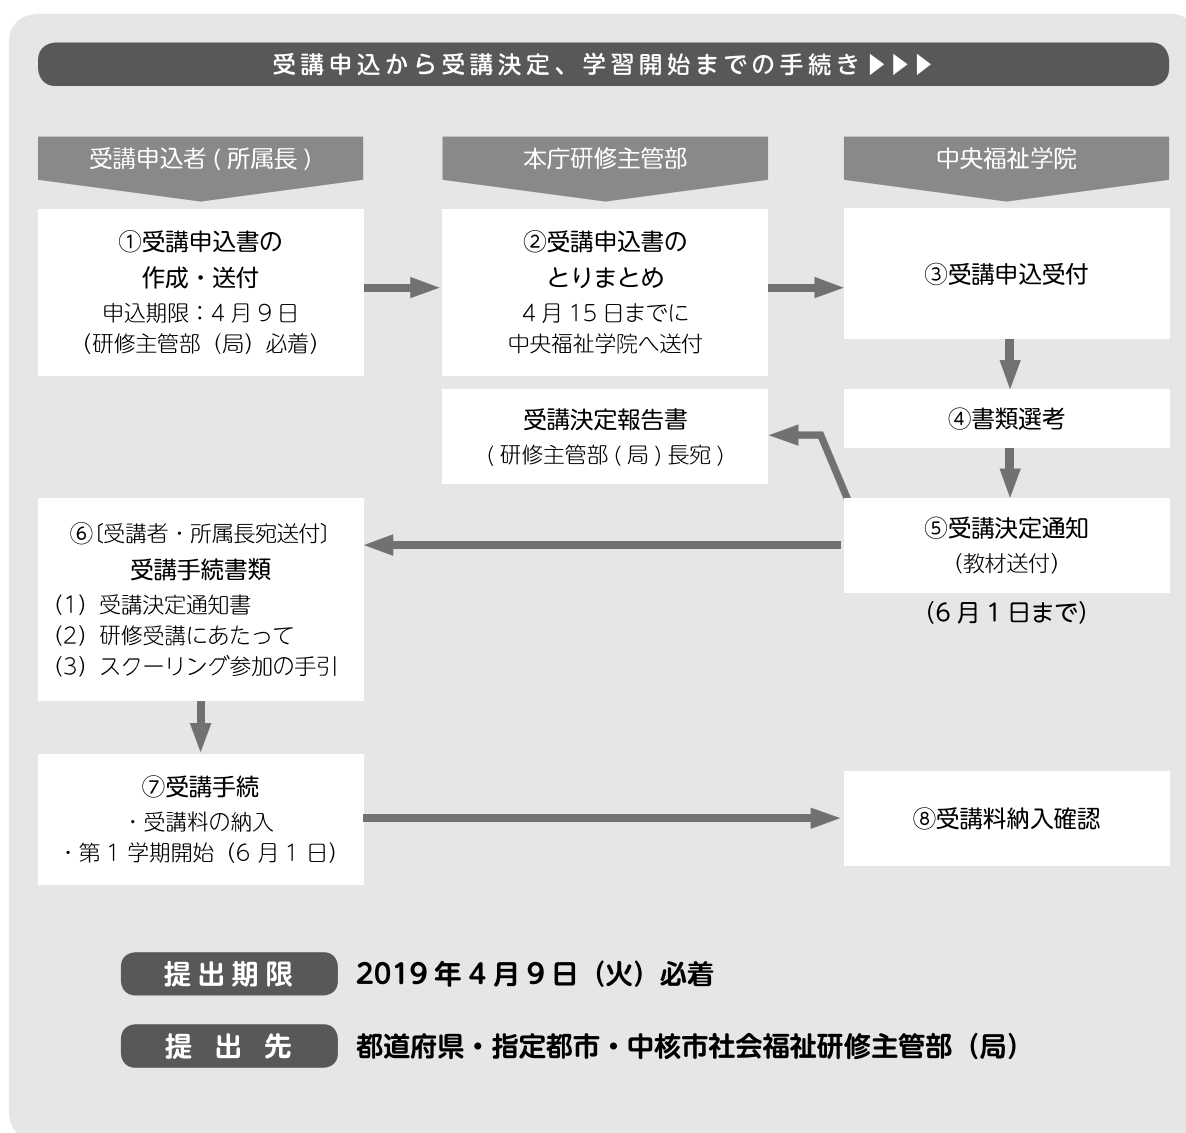 受講申込から受講決定、学習開始までの手続き▶▶▶
受講申込者(所属長)
本庁研修主管部
中央福祉学院
①受講申込書の
作成・送付
申込期限：4月9日
（研修主管部（局）必着）
②受講申込書の
とりまとめ
4月15日までに
中央福祉学院へ送付
③受講申込受付
受講決定報告書
(研修主管部(局)長宛)
④書類選考
⑤受講決定通知
（教材送付）
（6月1日まで）
⑥〔受講者・所属長宛送付〕
受講手続書類
（1）受講決定通知書
（2）研修受講にあたって
（3）スクーリング参加の手引
⑦受講手続
・受講料の納入
・第1学期開始（6月1日）
⑧受講料納入確認
提出期限
2019年4月9日（火）必着
提出先
都道府県・指定都市・中核市社会福祉研修主管部（局）